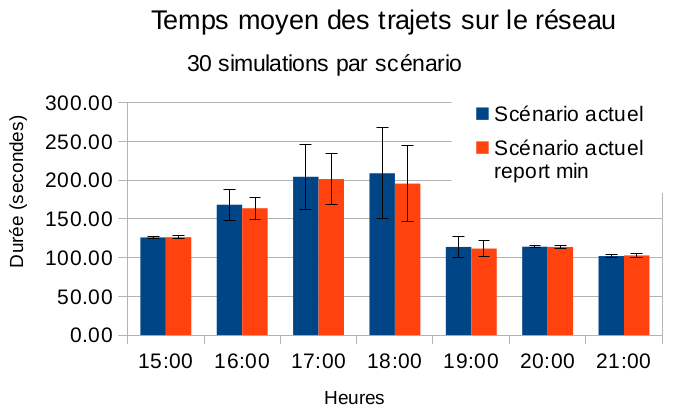 Temps moyen des trajets sur le réseau
30 simulations par scénario
Scénario actuel
Scénario actuel
report min
Durée (secondes)
300.00
250.00
200.00
150.00
100.00
50.00
0.00
15:00 16:00 17:00 18:00 19:00 20:00 21:00
Heures